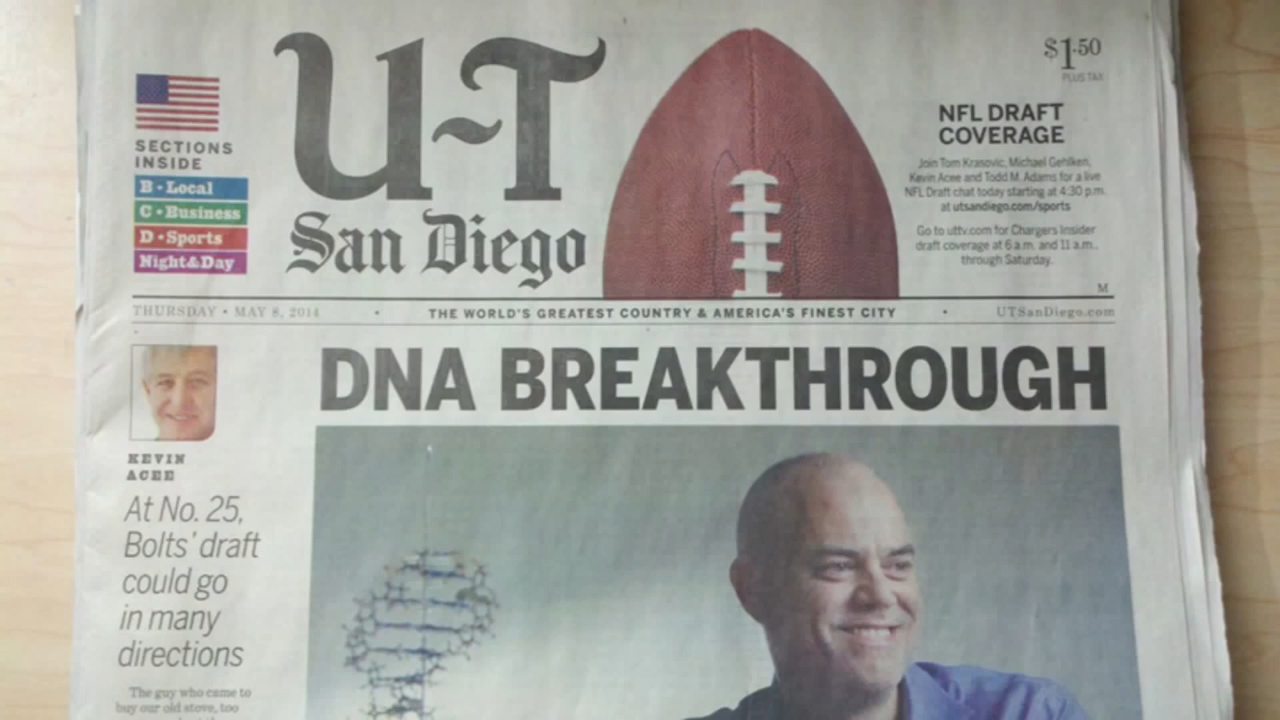 U-T
San Diego
$1.50
PLUS TAX
SECTIONS
INSIDE
B • Local
C • Business
D • Sports
Night&Day
NFL DRAFT
COVERAGE
Join Tom Krasovic, Michael Gehlken,
Kevin Acee and Todd M. Adams for a live
NFL Draft chat today starting at 4:30 p.m.
at utsandiego.com/sports
Go to uttv.com for Chargers Insider
draft coverage at 6 a.m. and 11 a.m.,
through Saturday.
M
THURSDAY • MAY 8, 2014 • THE WORLD'S GREATEST COUNTRY & AMERICA'S FINEST CITY • UTSanDiego.com
DNA BREAKTHROUGH
KEVIN
ACEE
At No. 25,
Bolts' draft
could go
in many
directions
The guy who came to
buy our old stove, too